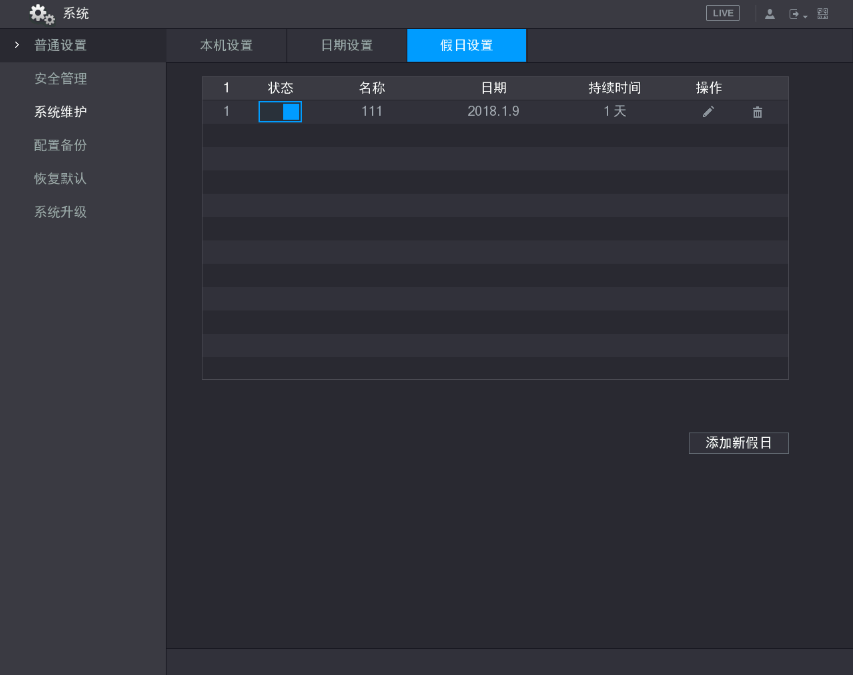 系统
LIVE
普通设置
安全管理
系统维护
配置备份
恢复默认
系统升级
本机设置 日期设置 假日设置
1 状态 名称 日期 持续时间 操作
1 111 2018.1.9 1 天
添加新假日